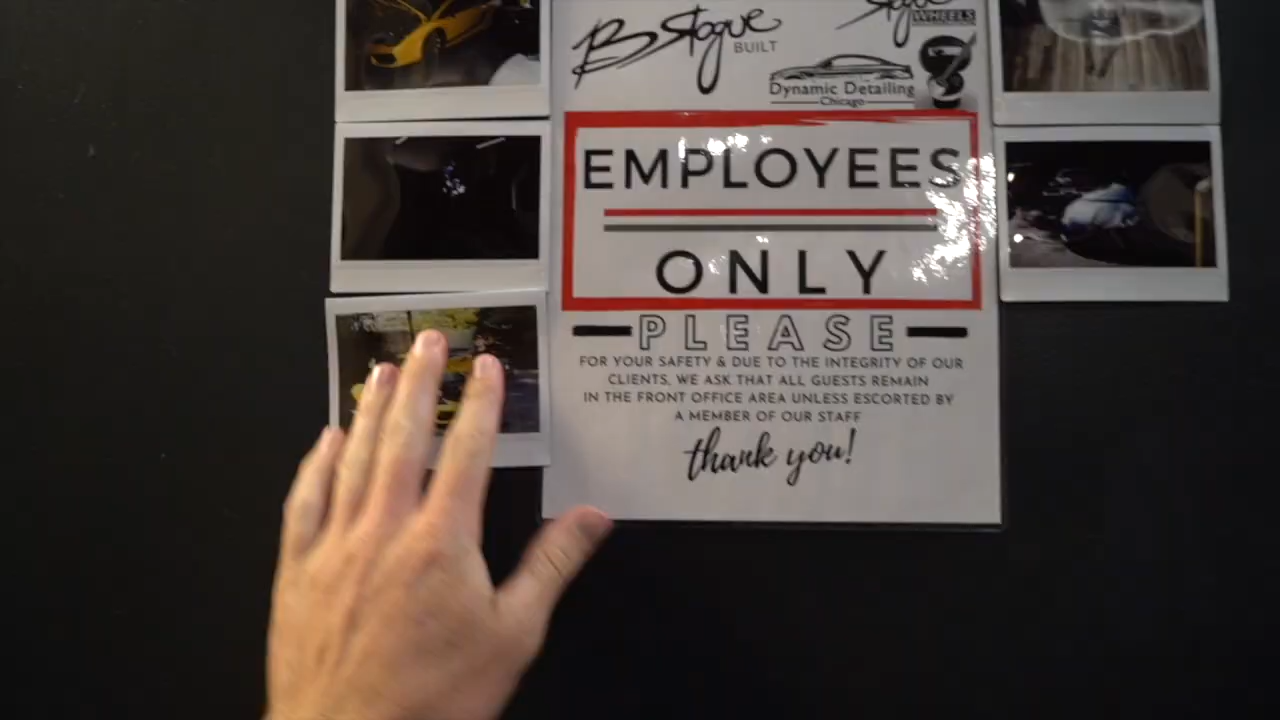 B Stogue
BUILT
Stogue
WHEELS
Dynamic Detailing
Chicago
EMPLOYEES
ONLY
PLEASE
FOR YOUR SAFETY & DUE TO THE INTEGRITY OF OUR
CLIENTS, WE ASK THAT ALL GUESTS REMAIN
IN THE FRONT OFFICE AREA UNLESS ESCORTED BY
A MEMBER OF OUR STAFF
thank you!